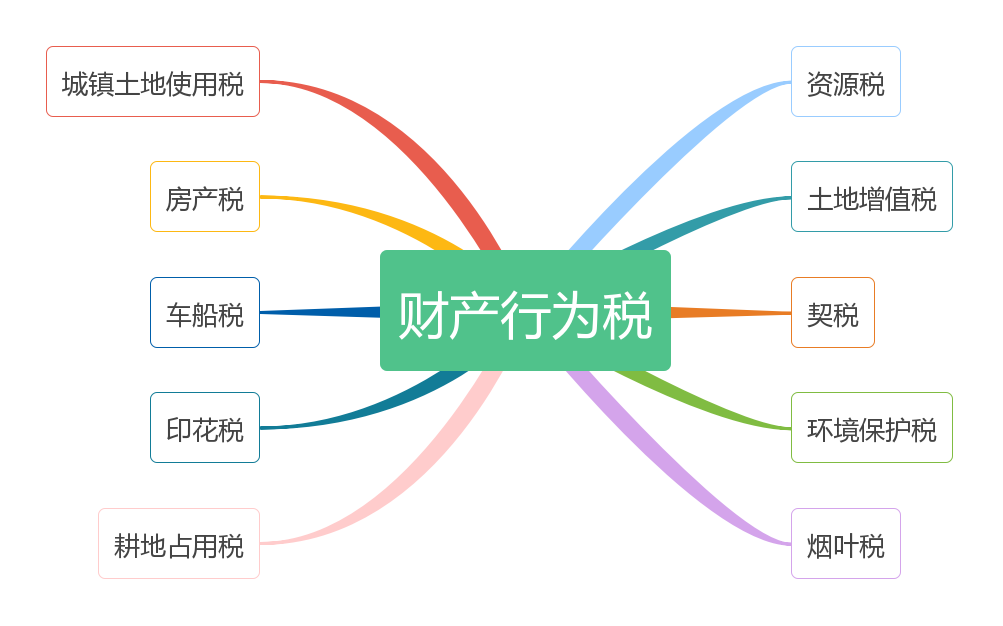 财产行为税
城镇土地使用税
房产税
车船税
印花税
耕地占用税
资源税
土地增值税
契税
环境保护税
烟叶税